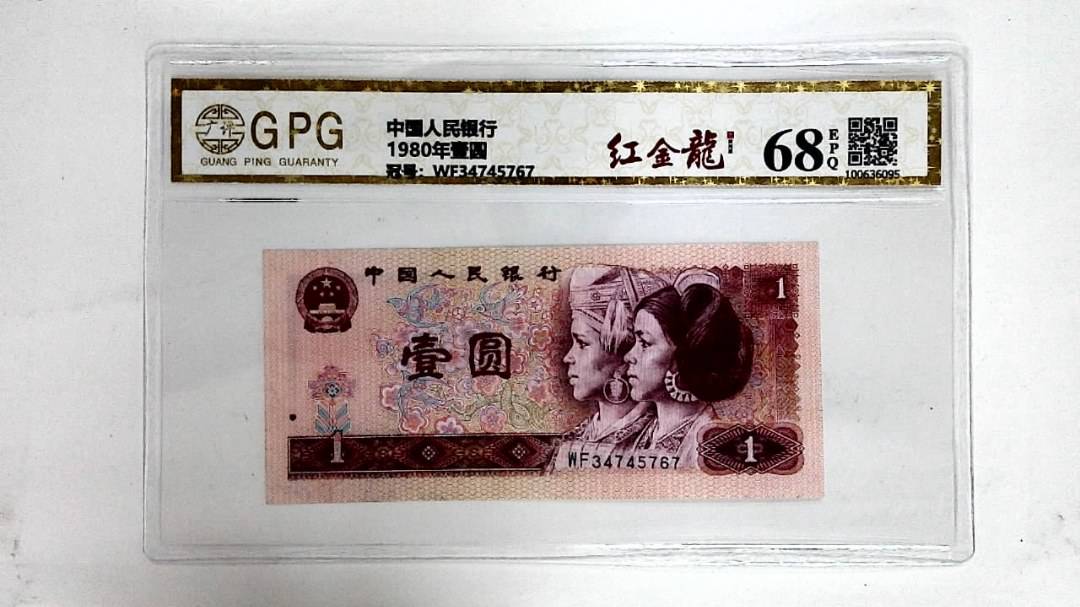 GPG
GUANG PING GUARANTY
中国人民银行
1980年壹圆
冠号：WF34745767
红金龍
68 EPQ
100636095
中国人民银行
1
壹圆
1
WF34745767
1